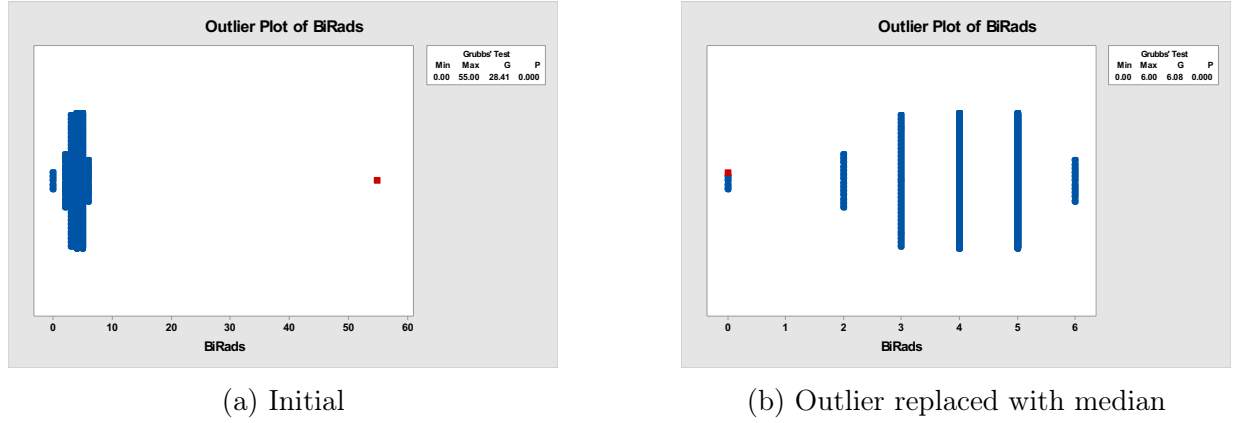 Outlier Plot of BiRads
Grubbs' Test
Min Max G P
0.00 55.00 28.41 0.000
0 10 20 30 40 50 60
BiRads
(a) Initial
Outlier Plot of BiRads
Grubbs' Test
Min Max G P
0.00 6.00 6.08 0.000
0 1 2 3 4 5 6
BiRads
(b) Outlier replaced with median